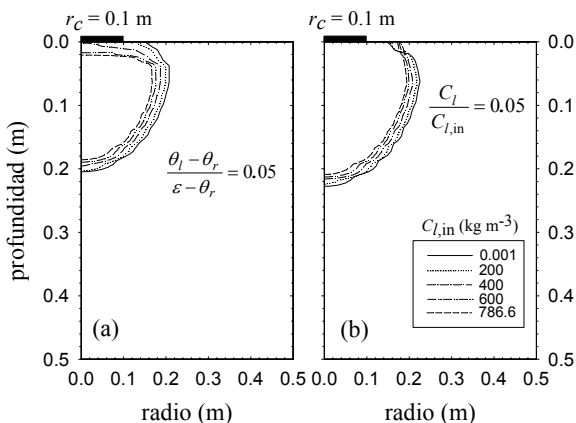 r_c = 0.1 m
r_c = 0.1 m
0.0
0.1
0.2
0.3
0.4
0.5
profundidad (m)
(θ_l − θ_r) / (ε − θ_r) = 0.05
(a)
0.0 0.1 0.2 0.3 0.4 0.5
radio (m)
C_l / C_l,in = 0.05
C_l,in (kg m⁻³)
0.001
200
400
600
786.6
(b)
0.0
0.1
0.2
0.3
0.4
0.5
0.0 0.1 0.2 0.3 0.4 0.5
radio (m)